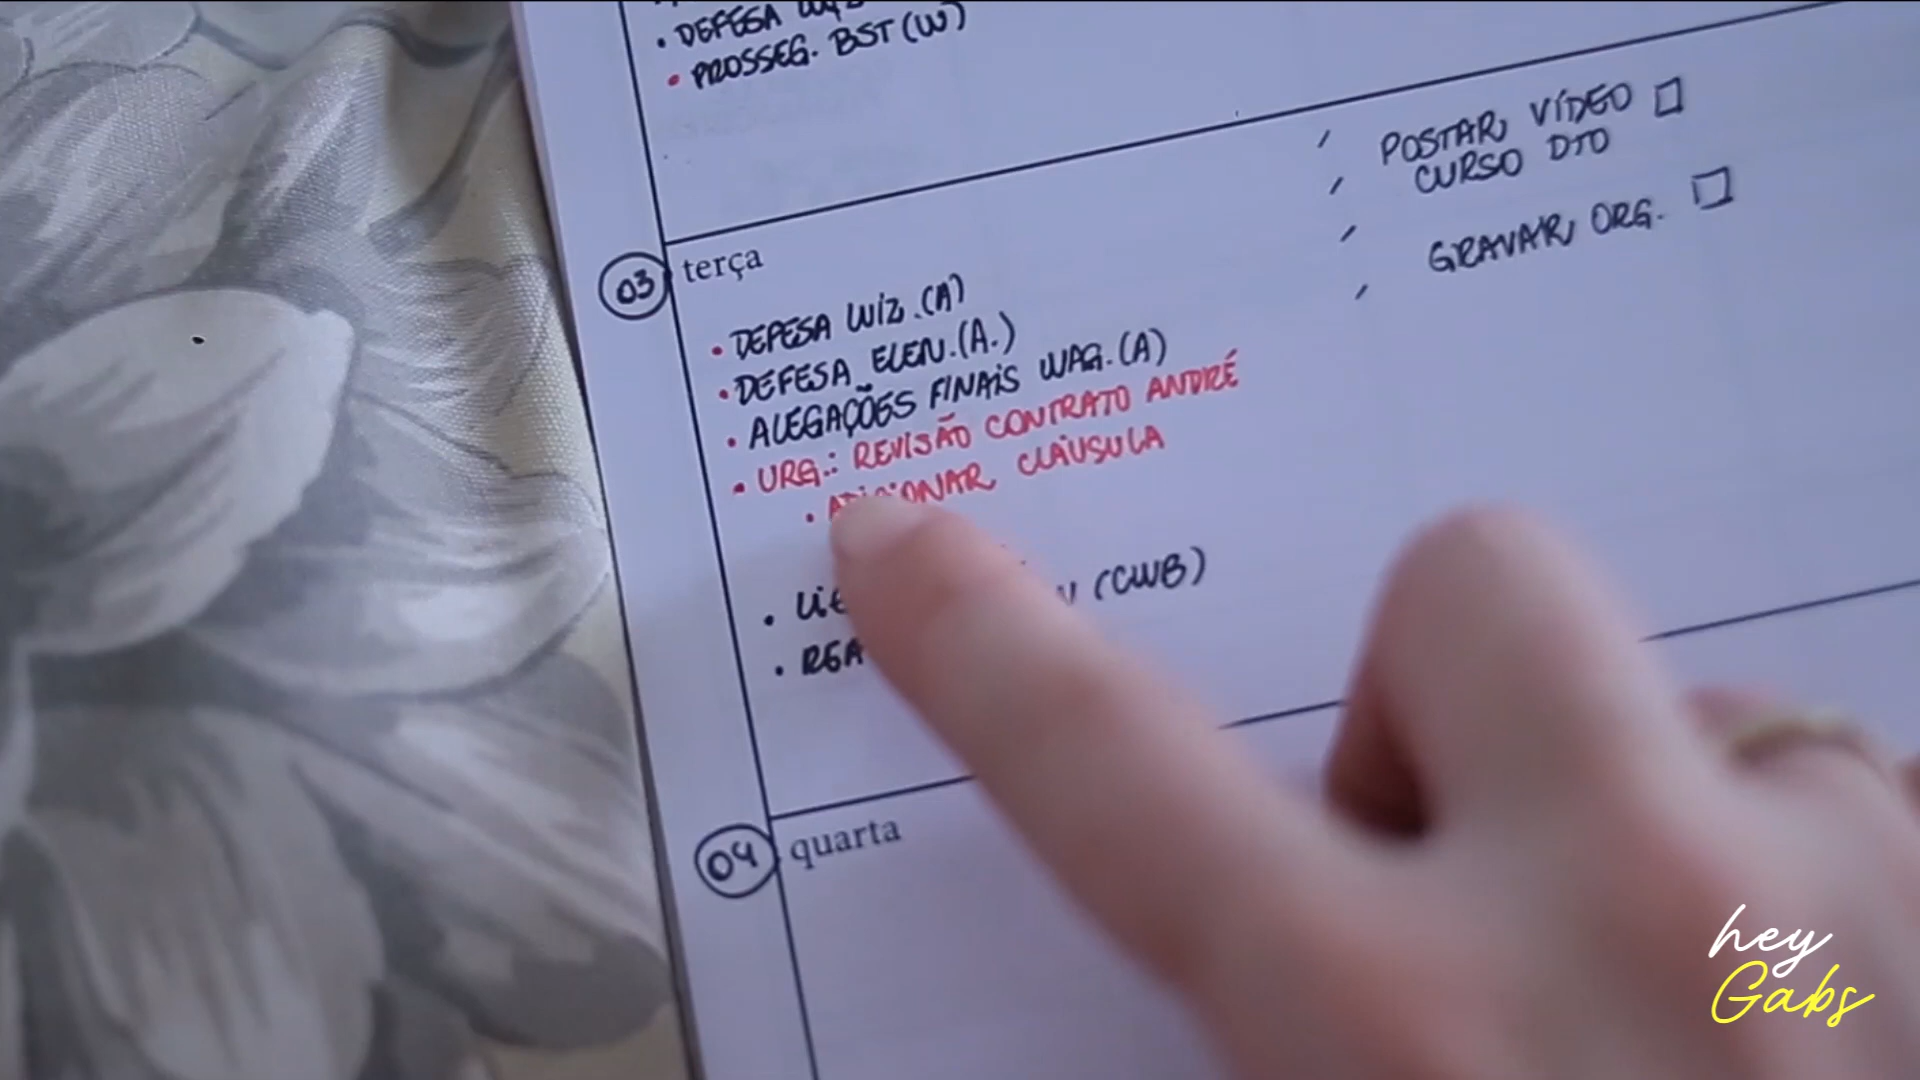 • DEFESA
• PROSSEG. BST (W)
POSTAR VÍDEO
CURSO DTO
GRAVAR ORG.
03 terça
• DEFESA LUIZ. (A)
• DEFESA ELEN. (A.)
• ALEGAÇÕES FINAIS WAG. (A)
• URG.: REVISÃO CONTRATO ANDRÉ
• ADICIONAR CLÁUSULA
(CWB)
04 quarta
hey
Gabs